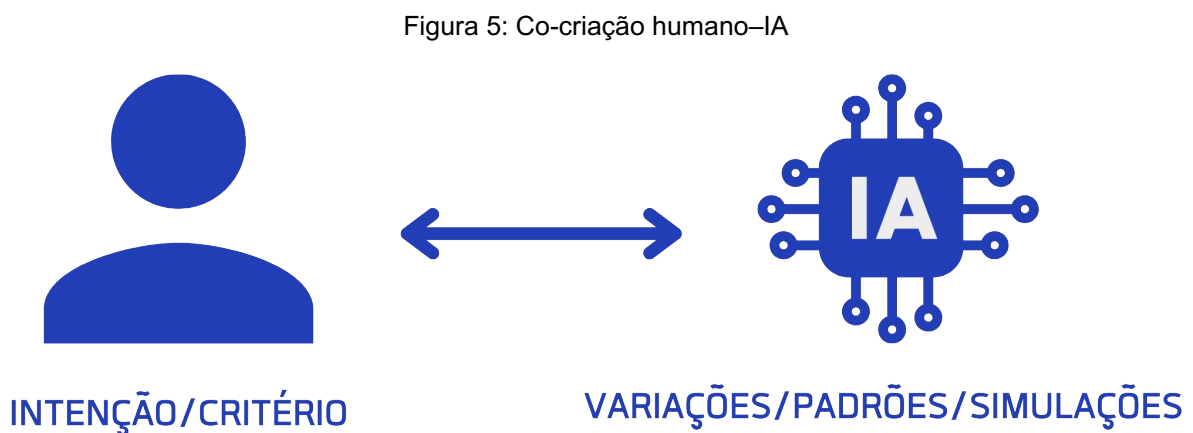 Figura 5: Co-criação humano–IA
IA
INTENÇÃO/CRITÉRIO
VARIAÇÕES/PADRÕES/SIMULAÇÕES